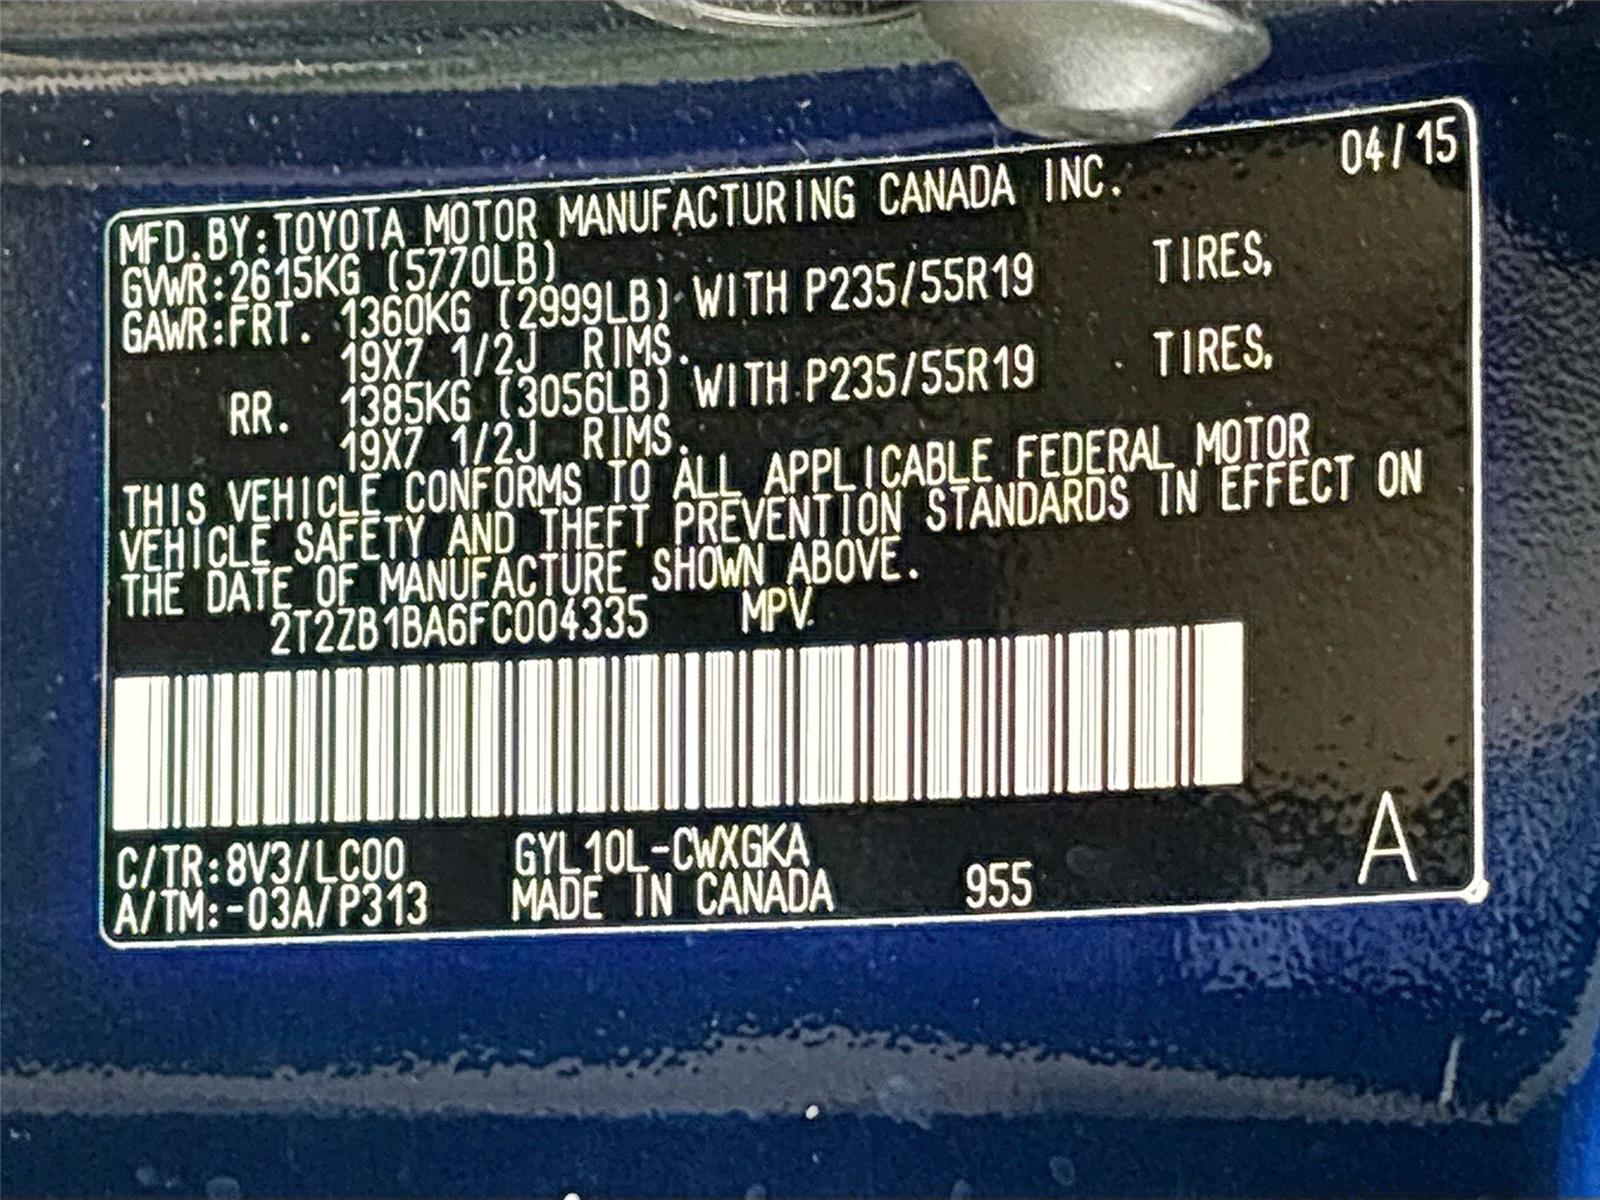 04/15
MFD.BY:TOYOTA MOTOR MANUFACTURING CANADA INC.
GVWR:2615KG (5770LB)
GAWR:FRT. 1360KG (2999LB) WITH P235/55R19 TIRES,
19X7 1/2J RIMS.
RR. 1385KG (3056LB) WITH P235/55R19 TIRES,
19X7 1/2J RIMS.
THIS VEHICLE CONFORMS TO ALL APPLICABLE FEDERAL MOTOR
VEHICLE SAFETY AND THEFT PREVENTION STANDARDS IN EFFECT ON
THE DATE OF MANUFACTURE SHOWN ABOVE.
2T2ZB1BA6FC004335 MPV.
C/TR:8V3/LC00 GYL10L-CWXGKA
A/TM:-03A/P313 MADE IN CANADA 955
A